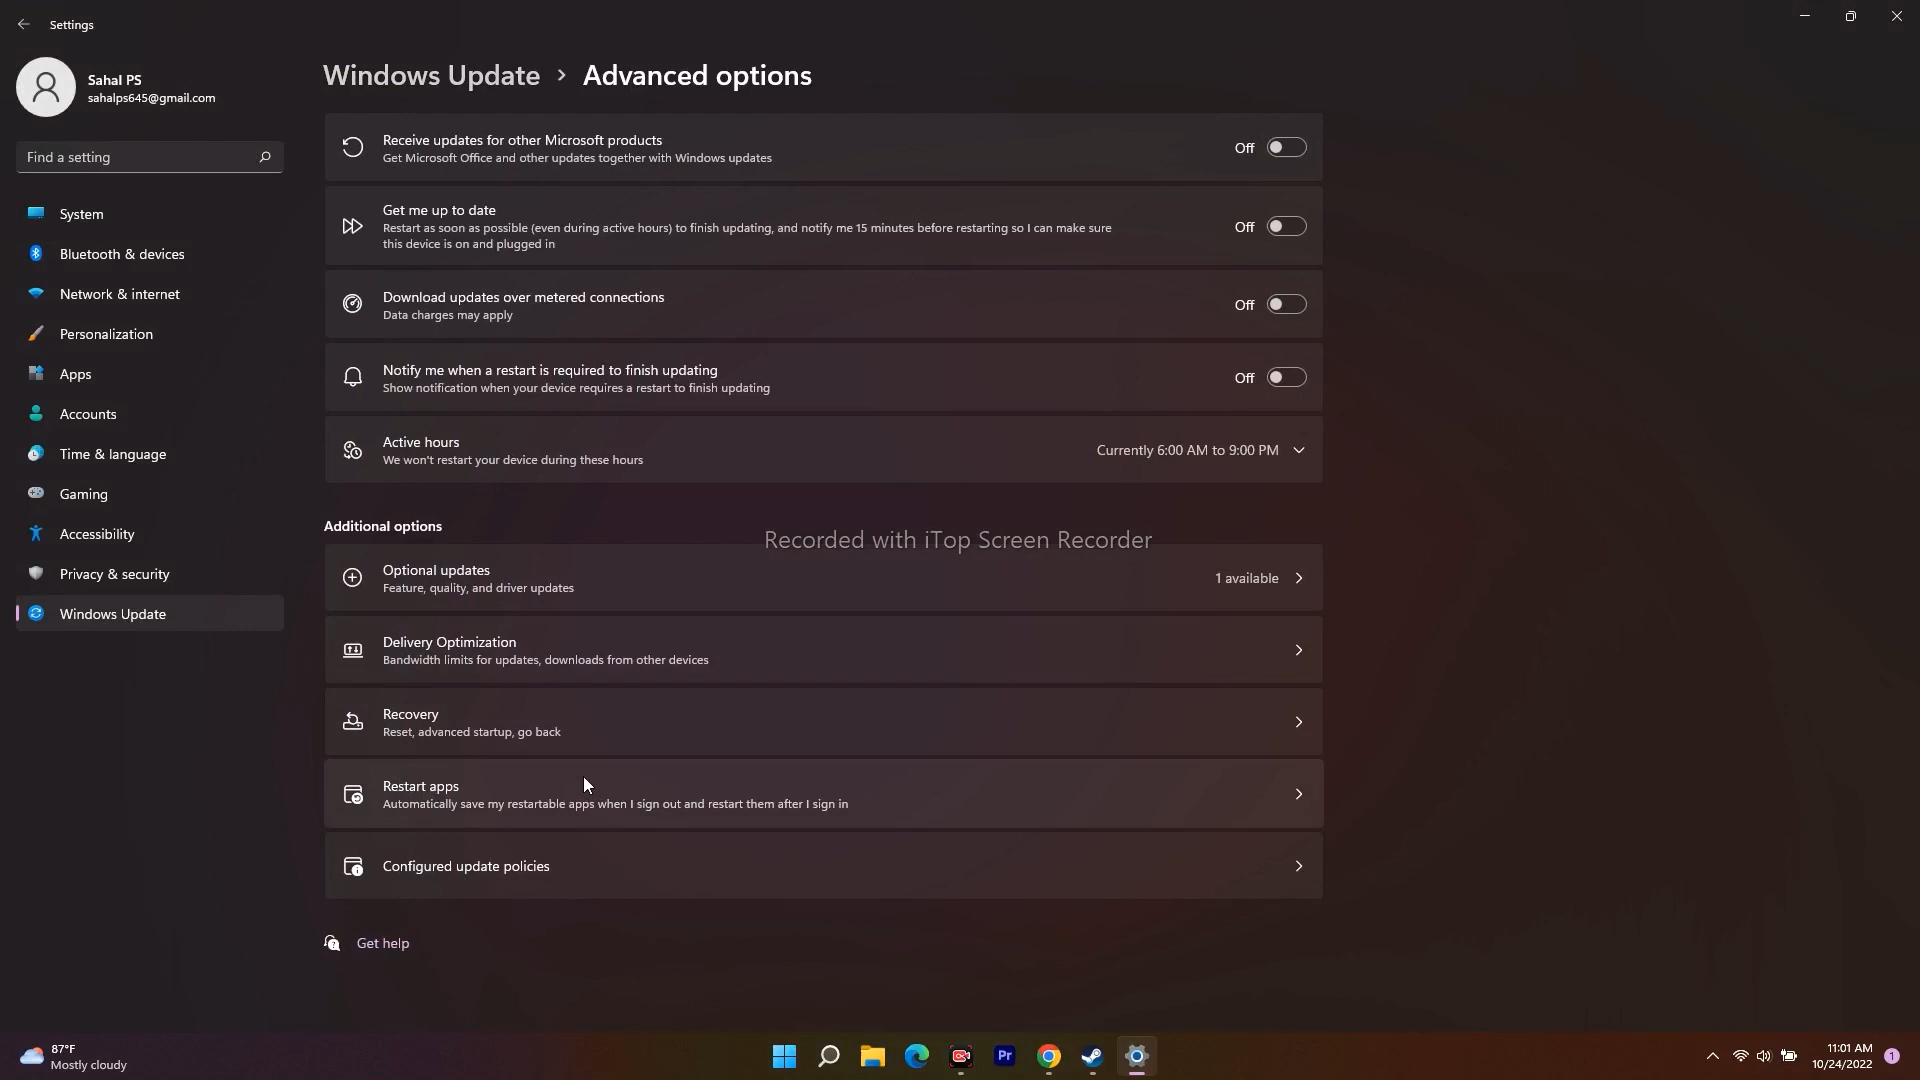 Settings
Sahal PS
sahalps645@gmail.com
Find a setting
System
Bluetooth & devices
Network & internet
Personalization
Apps
Accounts
Time & language
Gaming
Accessibility
Privacy & security
Windows Update
Windows Update > Advanced options
Receive updates for other Microsoft products
Get Microsoft Office and other updates together with Windows updates
Off
Get me up to date
Restart as soon as possible (even during active hours) to finish updating, and notify me 15 minutes before restarting so I can make sure
this device is on and plugged in
Off
Download updates over metered connections
Data charges may apply
Off
Notify me when a restart is required to finish updating
Show notification when your device requires a restart to finish updating
Off
Active hours
We won't restart your device during these hours
Currently 6:00 AM to 9:00 PM
Additional options
Recorded with iTop Screen Recorder
Optional updates
Feature, quality, and driver updates
1 available
Delivery Optimization
Bandwidth limits for updates, downloads from other devices
Recovery
Reset, advanced startup, go back
Restart apps
Automatically save my restartable apps when I sign out and restart them after I sign in
Configured update policies
Get help
87°F
Mostly cloudy
Pr
11:01 AM
10/24/2022
1